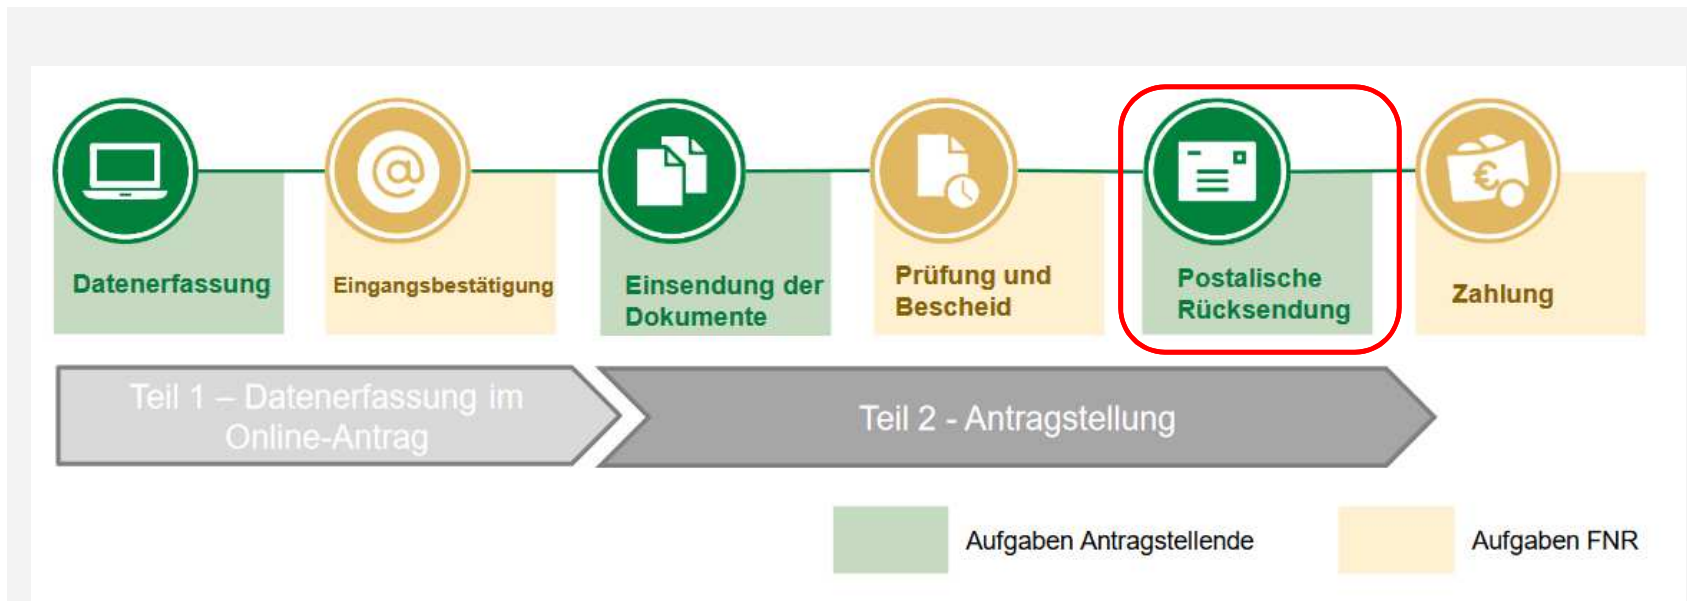 Datenerfassung
Eingangsbestätigung
Einsendung der
Dokumente
Prüfung und
Bescheid
Postalische
Rücksendung
Zahlung
Teil 1 – Datenerfassung im
Online-Antrag
Teil 2 - Antragstellung
Aufgaben Antragstellende
Aufgaben FNR